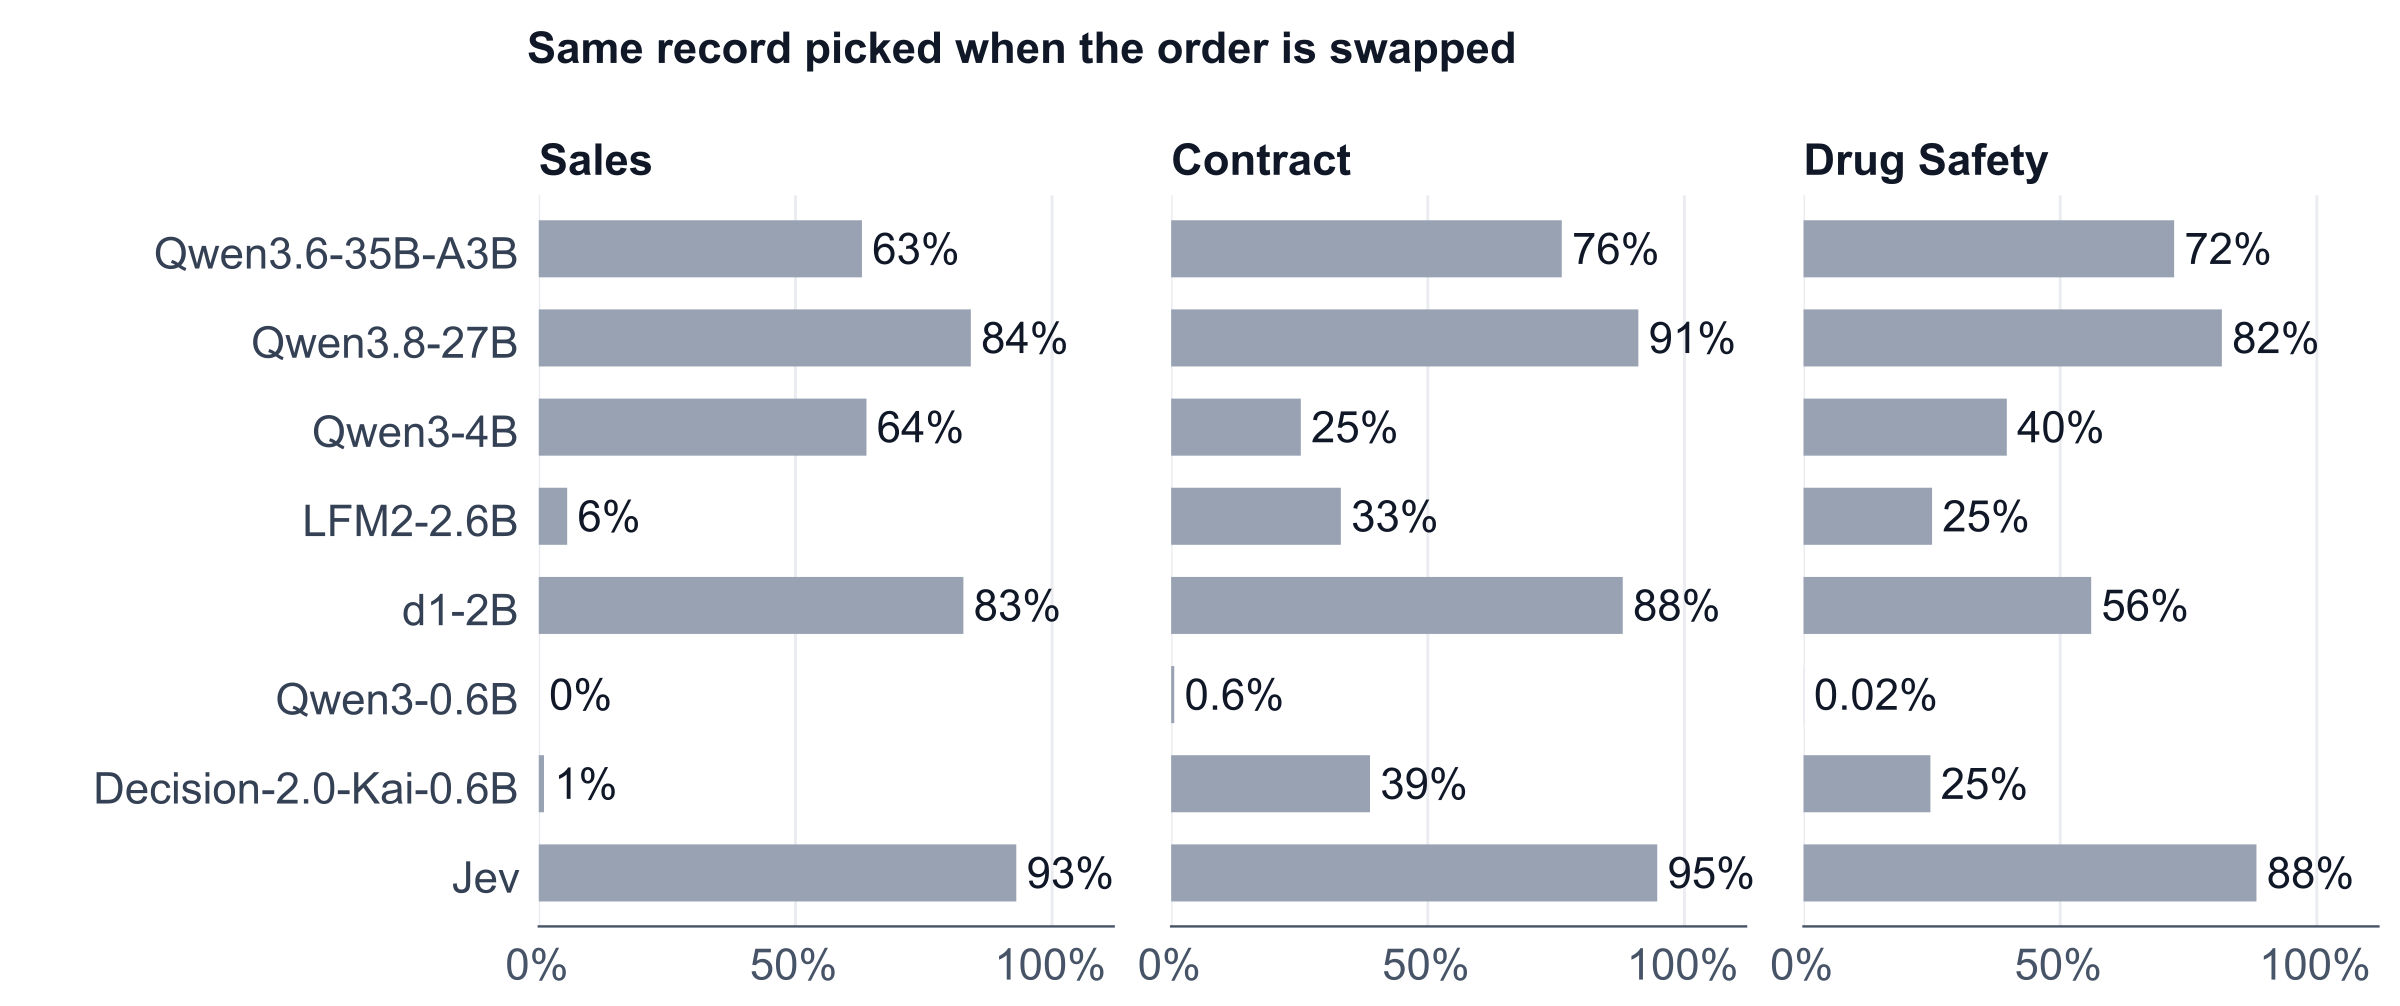 Same record picked when the order is swapped
Sales Contract Drug Safety
Qwen3.6-35B-A3B 63% 76% 72%
Qwen3.8-27B 84% 91% 82%
Qwen3-4B 64% 25% 40%
LFM2-2.6B 6% 33% 25%
d1-2B 83% 88% 56%
Qwen3-0.6B 0% 0.6% 0.02%
Decision-2.0-Kai-0.6B 1% 39% 25%
Jev 93% 95% 88%
0% 50% 100% 0% 50% 100% 0% 50% 100%